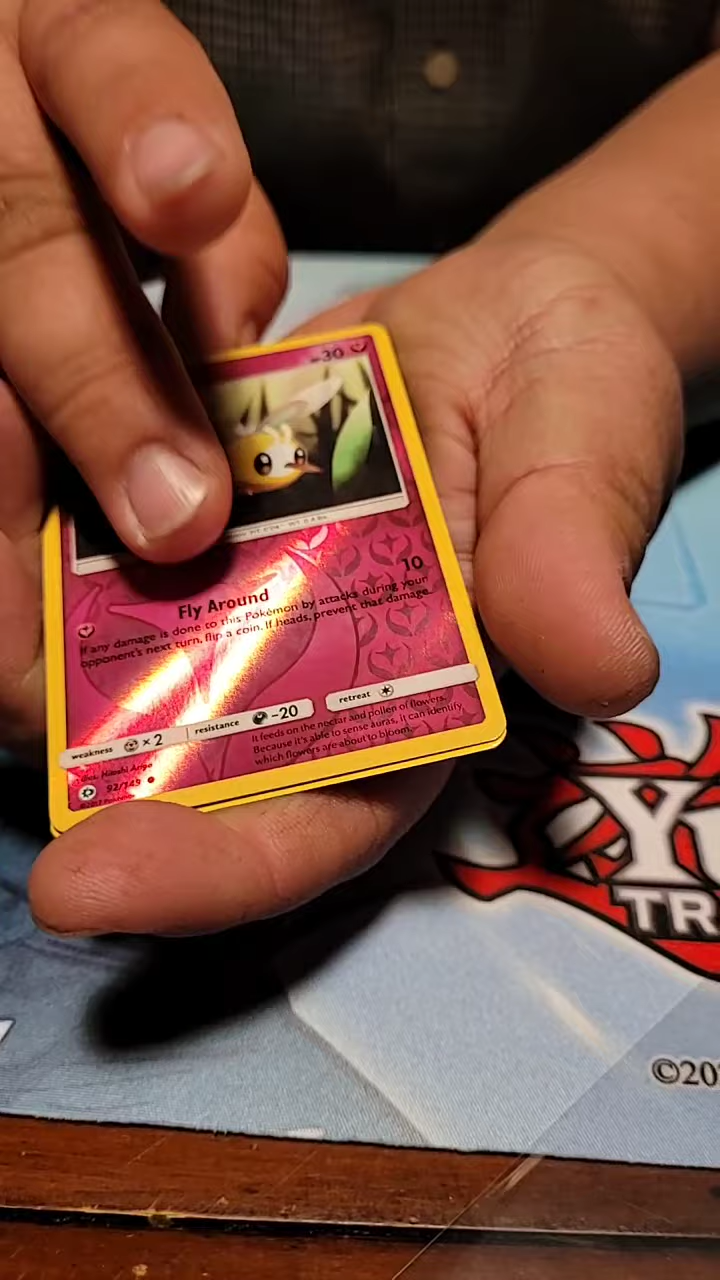 30
10
Fly Around
If any damage is done to this Pokémon by attacks during your
opponent's next turn, flip a coin. If heads, prevent that damage.
weakness ×2 resistance -20 retreat
It feeds on the nectar and pollen of flowers.
Because it's able to sense auras, it can identify
which flowers are about to bloom.
92/149
TR
©20